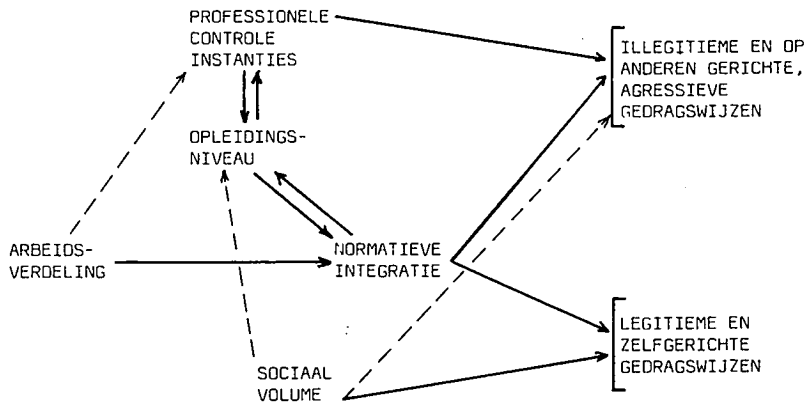 PROFESSIONELE
CONTROLE
INSTANTIES
ILLEGITIEME EN OP
ANDEREN GERICHTE,
AGRESSIEVE
GEDRAGSWIJZEN
OPLEIDINGS-
NIVEAU
ARBEIDS-
VERDELING
NORMATIEVE
INTEGRATIE
SOCIAAL
VOLUME
LEGITIEME EN
ZELFGERICHTE
GEDRAGSWIJZEN